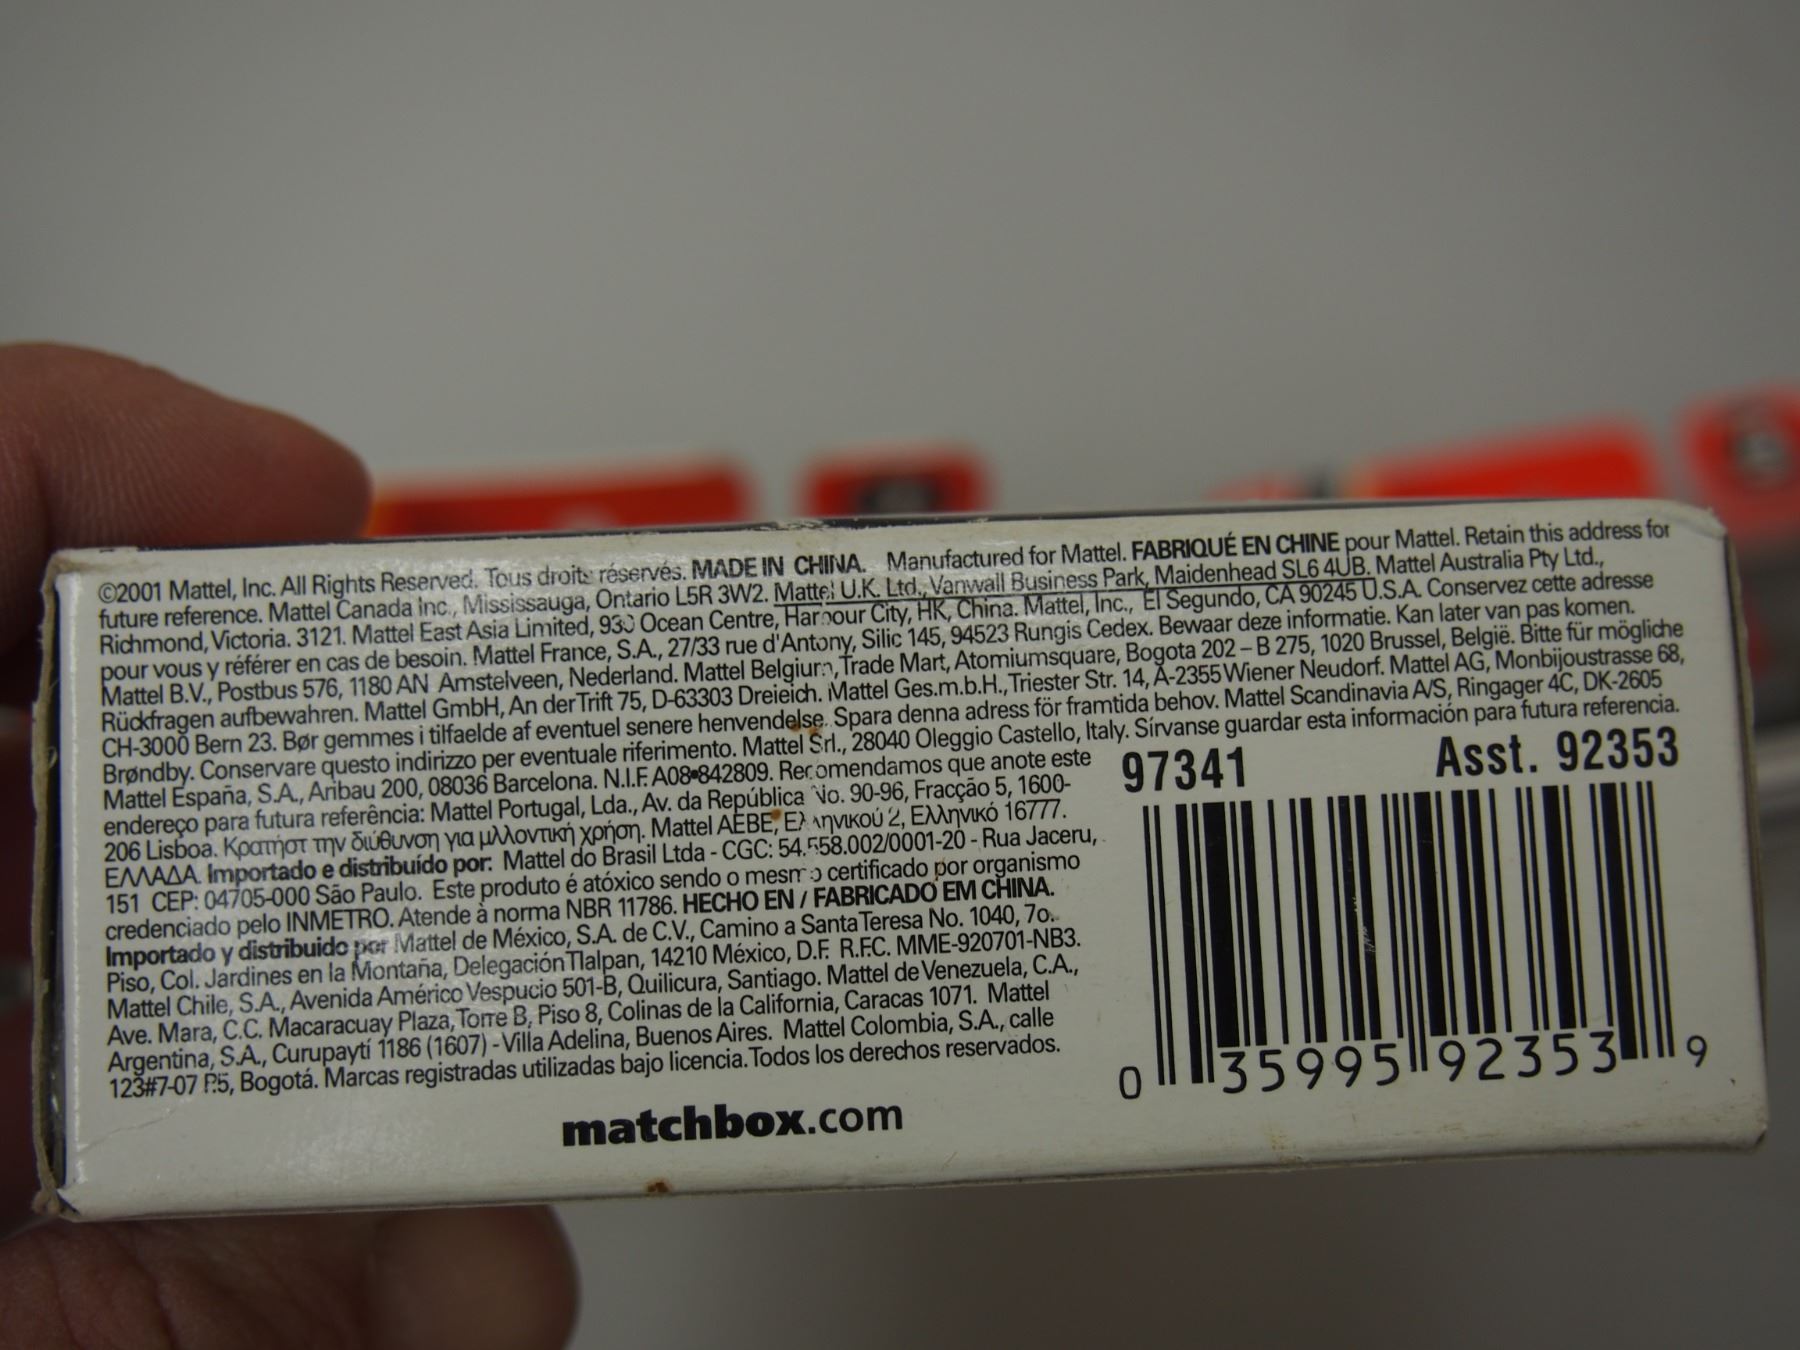 ©2001 Mattel, Inc. All Rights Reserved. Tous droits réservés. MADE IN CHINA. Manufactured for Mattel. FABRIQUÉ EN CHINE pour Mattel. Retain this address for
future reference. Mattel Canada Inc., Mississauga, Ontario L5R 3W2. Mattel U.K. Ltd., Vanwall Business Park, Maidenhead SL6 4UB. Mattel Australia Pty Ltd.,
Richmond, Victoria. 3121. Mattel East Asia Limited, 930 Ocean Centre, Harbour City, HK, China. Mattel, Inc., El Segundo, CA 90245 U.S.A. Conservez cette adresse
pour vous y référer en cas de besoin. Mattel France, S.A., 27/33 rue d'Antony, Silic 145, 94523 Rungis Cedex. Bewaar deze informatie. Kan later van pas komen.
Mattel B.V., Postbus 576, 1180 AN Amstelveen, Nederland. Mattel Belgium, Trade Mart, Atomiumsquare, Bogota 202 – B 275, 1020 Brussel, België. Bitte für mögliche
Rückfragen aufbewahren. Mattel GmbH, An der Trift 75, D-63303 Dreieich. Mattel Ges.m.b.H., Triester Str. 14, A-2355 Wiener Neudorf. Mattel AG, Monbijoustrasse 68,
CH-3000 Bern 23. Bør gemmes i tilfaelde af eventuel senere henvendelse. Spara denna adress för framtida behov. Mattel Scandinavia A/S, Ringager 4C, DK-2605
Brøndby. Conservare questo indirizzo per eventuale riferimento. Mattel Srl., 28040 Oleggio Castello, Italy. Sírvanse guardar esta información para futura referencia.
Mattel España, S.A., Aribau 200, 08036 Barcelona. N.I.F. A08•842809. Recomendamos que anote este
endereço para futura referência: Mattel Portugal, Lda., Av. da República No. 90-96, Fracção 5, 1600-
206 Lisboa. Κρατήστ την διύθυνση για μλλοντική χρήση. Mattel AEBE, Ελληνικού 2, Ελληνικό 16777.
ΕΛΛΑΔΑ. Importado e distribuído por: Mattel do Brasil Ltda - CGC: 54.558.002/0001-20 - Rua Jaceru,
151 CEP: 04705-000 São Paulo. Este produto é atóxico sendo o mesmo certificado por organismo
credenciado pelo INMETRO. Atende à norma NBR 11786. HECHO EN / FABRICADO EM CHINA.
Importado y distribuido por Mattel de México, S.A. de C.V., Camino a Santa Teresa No. 1040, 7o.
Piso, Col. Jardines en la Montaña, Delegación Tlalpan, 14210 México, D.F. R.F.C. MME-920701-NB3.
Mattel Chile, S.A., Avenida Américo Vespucio 501-B, Quilicura, Santiago. Mattel de Venezuela, C.A.,
Ave. Mara, C.C. Macaracuay Plaza, Torre B, Piso 8, Colinas de la California, Caracas 1071. Mattel
Argentina, S.A., Curupaytí 1186 (1607) - Villa Adelina, Buenos Aires. Mattel Colombia, S.A., calle
123#7-07 P.5, Bogotá. Marcas registradas utilizadas bajo licencia. Todos los derechos reservados.
matchbox.com
97341 Asst. 92353
0 35995 92353 9